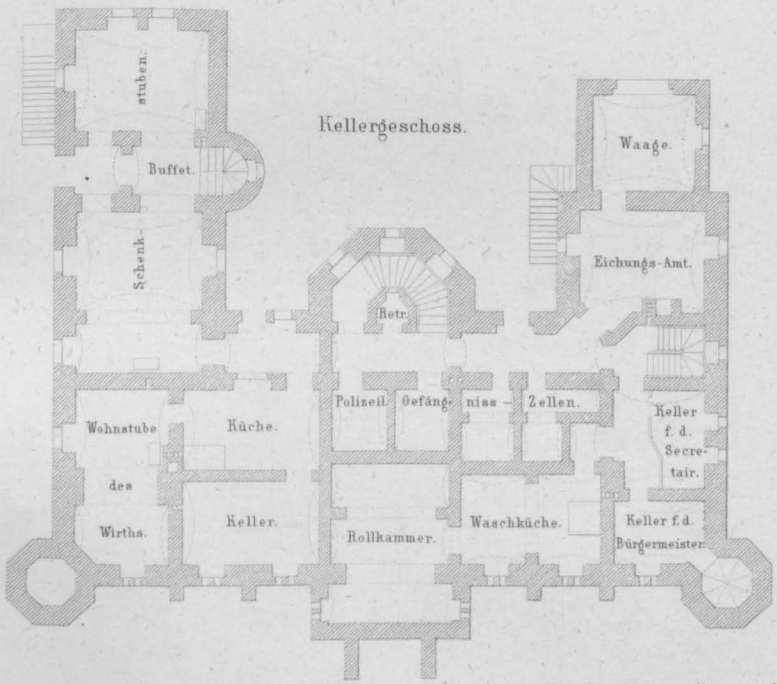 Kellergeschoss.
stuben.
Buffet.
Schenk-
Waage.
Eichungs-Amt.
Retr.
Polizeil. Gefäng- niss - Zellen.
Wohnstube
des
Wirths.
Küche.
Keller.
Rollkammer.
Waschküche.
Keller
f. d.
Secre-
tair.
Keller f. d.
Bürgermeister.